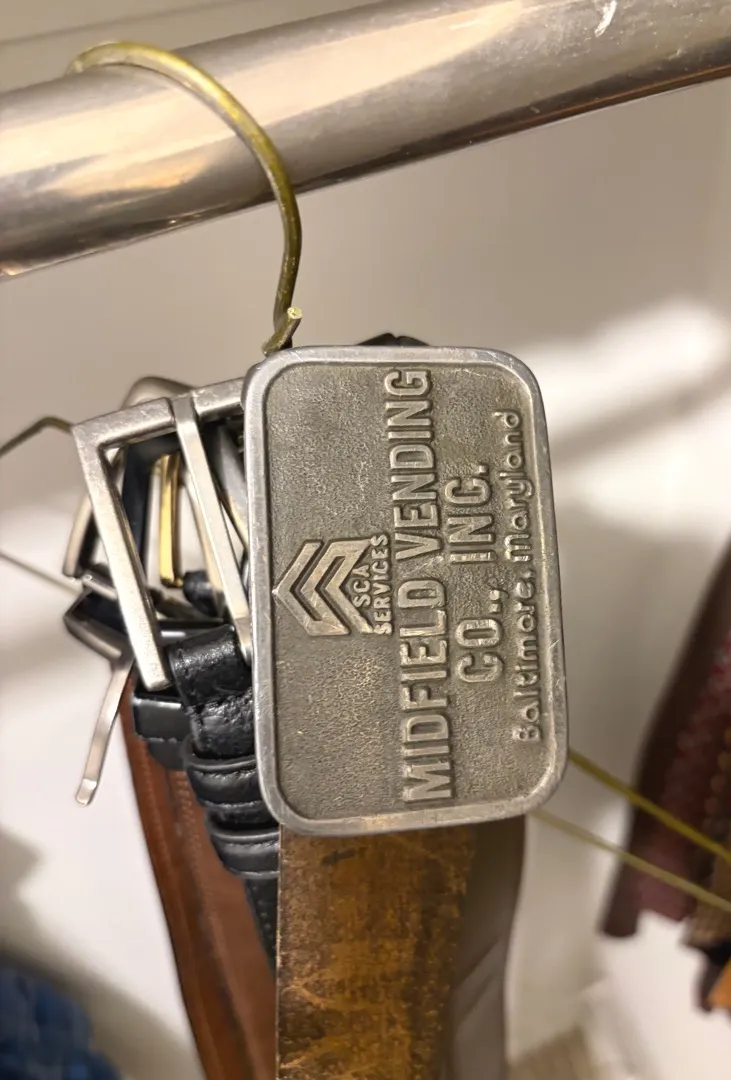 SCA
SERVICES
MIDFIELD VENDING
CO., INC.
Baltimore, Maryland